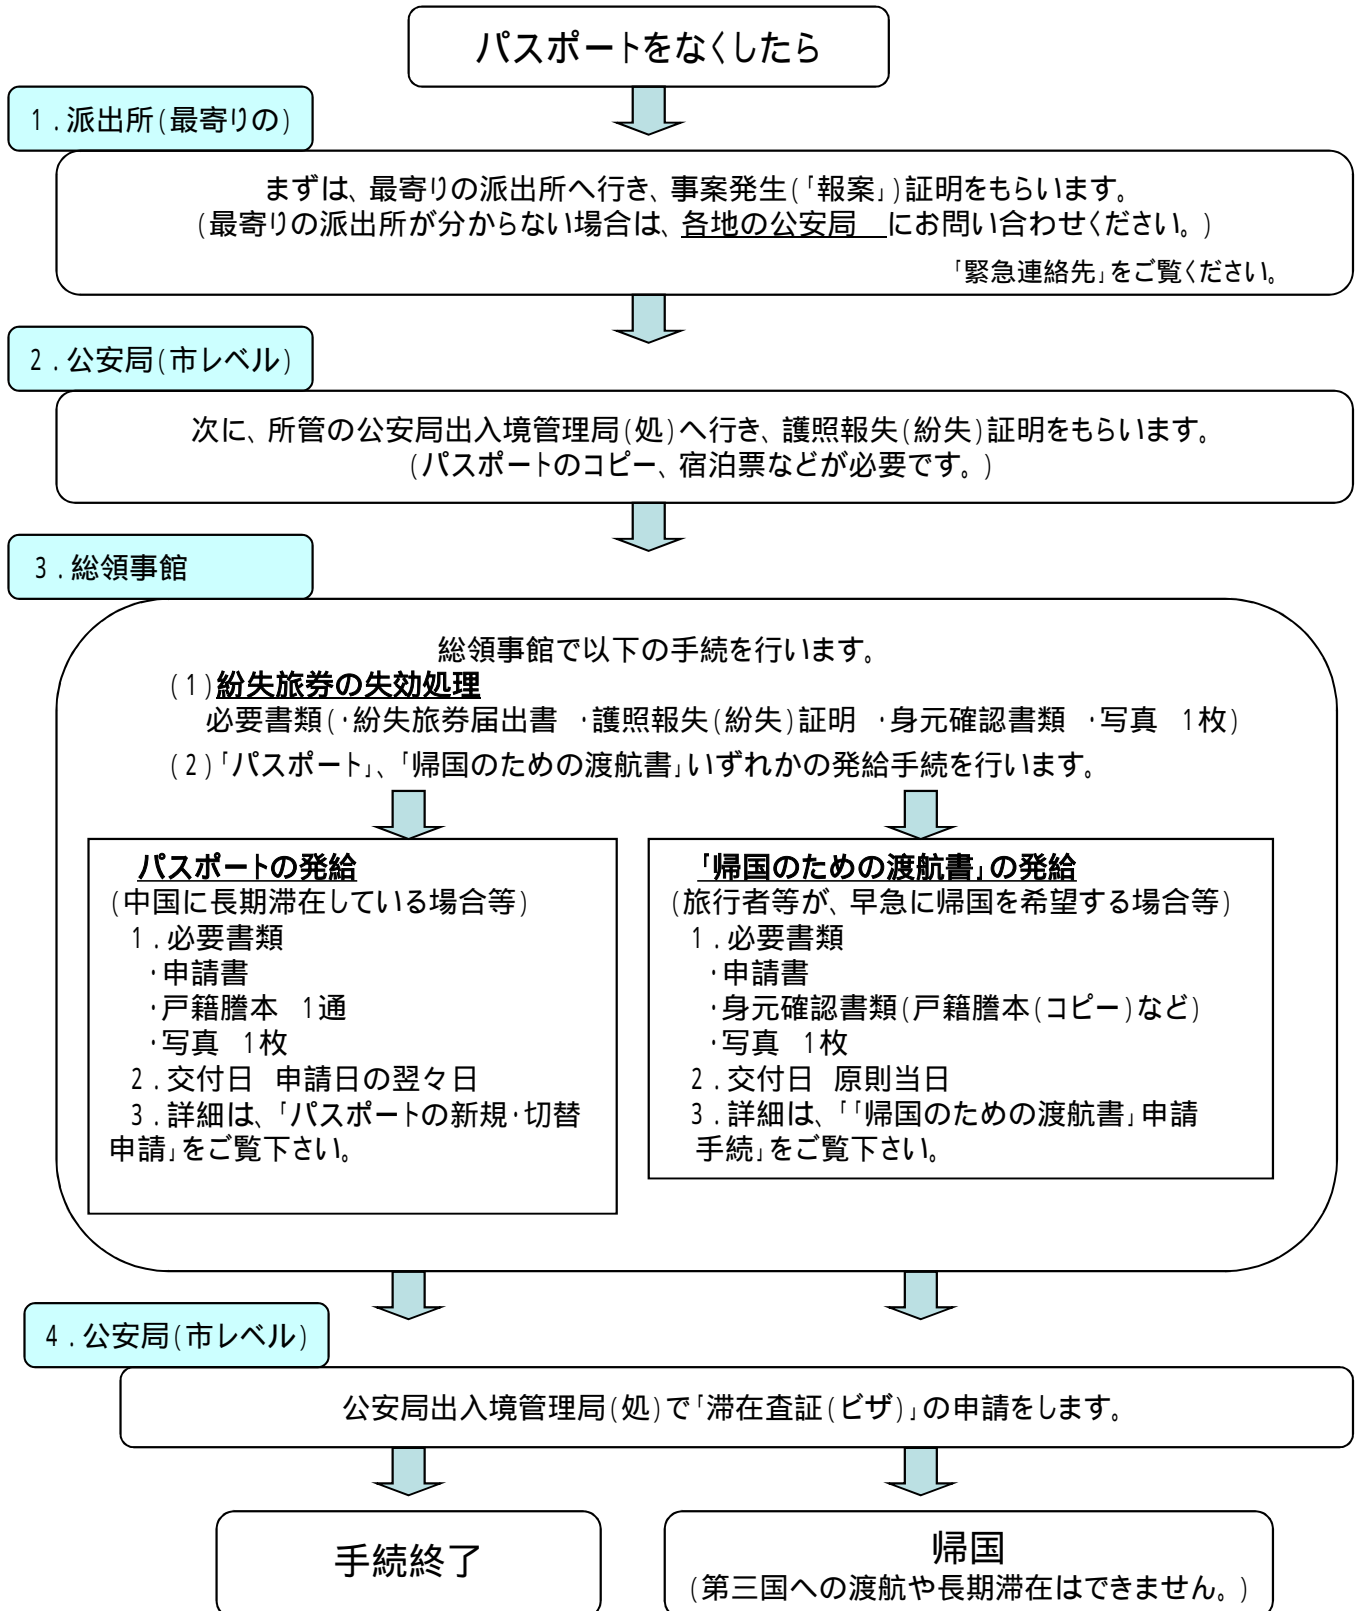 パスポートをなくしたら
1.派出所(最寄りの)
まずは、最寄りの派出所へ行き、事案発生(「報案」)証明をもらいます。
(最寄りの派出所が分からない場合は、各地の公安局 にお問い合わせください。)
「緊急連絡先」をご覧ください。
2.公安局(市レベル)
次に、所管の公安局出入境管理局(処)へ行き、護照報失(紛失)証明をもらいます。
(パスポートのコピー、宿泊票などが必要です。)
3.総領事館
総領事館で以下の手続を行います。
(1)紛失旅券の失効処理
必要書類(・紛失旅券届出書 ・護照報失(紛失)証明 ・身元確認書類 ・写真 1枚)
(2)「パスポート」、「帰国のための渡航書」いずれかの発給手続を行います。
パスポートの発給
(中国に長期滞在している場合等)
1.必要書類
・申請書
・戸籍謄本 1通
・写真 1枚
2.交付日 申請日の翌々日
3.詳細は、「パスポートの新規・切替
申請」をご覧下さい。
「帰国のための渡航書」の発給
(旅行者等が、早急に帰国を希望する場合等)
1.必要書類
・申請書
・身元確認書類(戸籍謄本(コピー)など)
・写真 1枚
2.交付日 原則当日
3.詳細は、「「帰国のための渡航書」申請
手続」をご覧下さい。
4.公安局(市レベル)
公安局出入境管理局(処)で「滞在査証(ビザ)」の申請をします。
手続終了
帰国
(第三国への渡航や長期滞在はできません。)